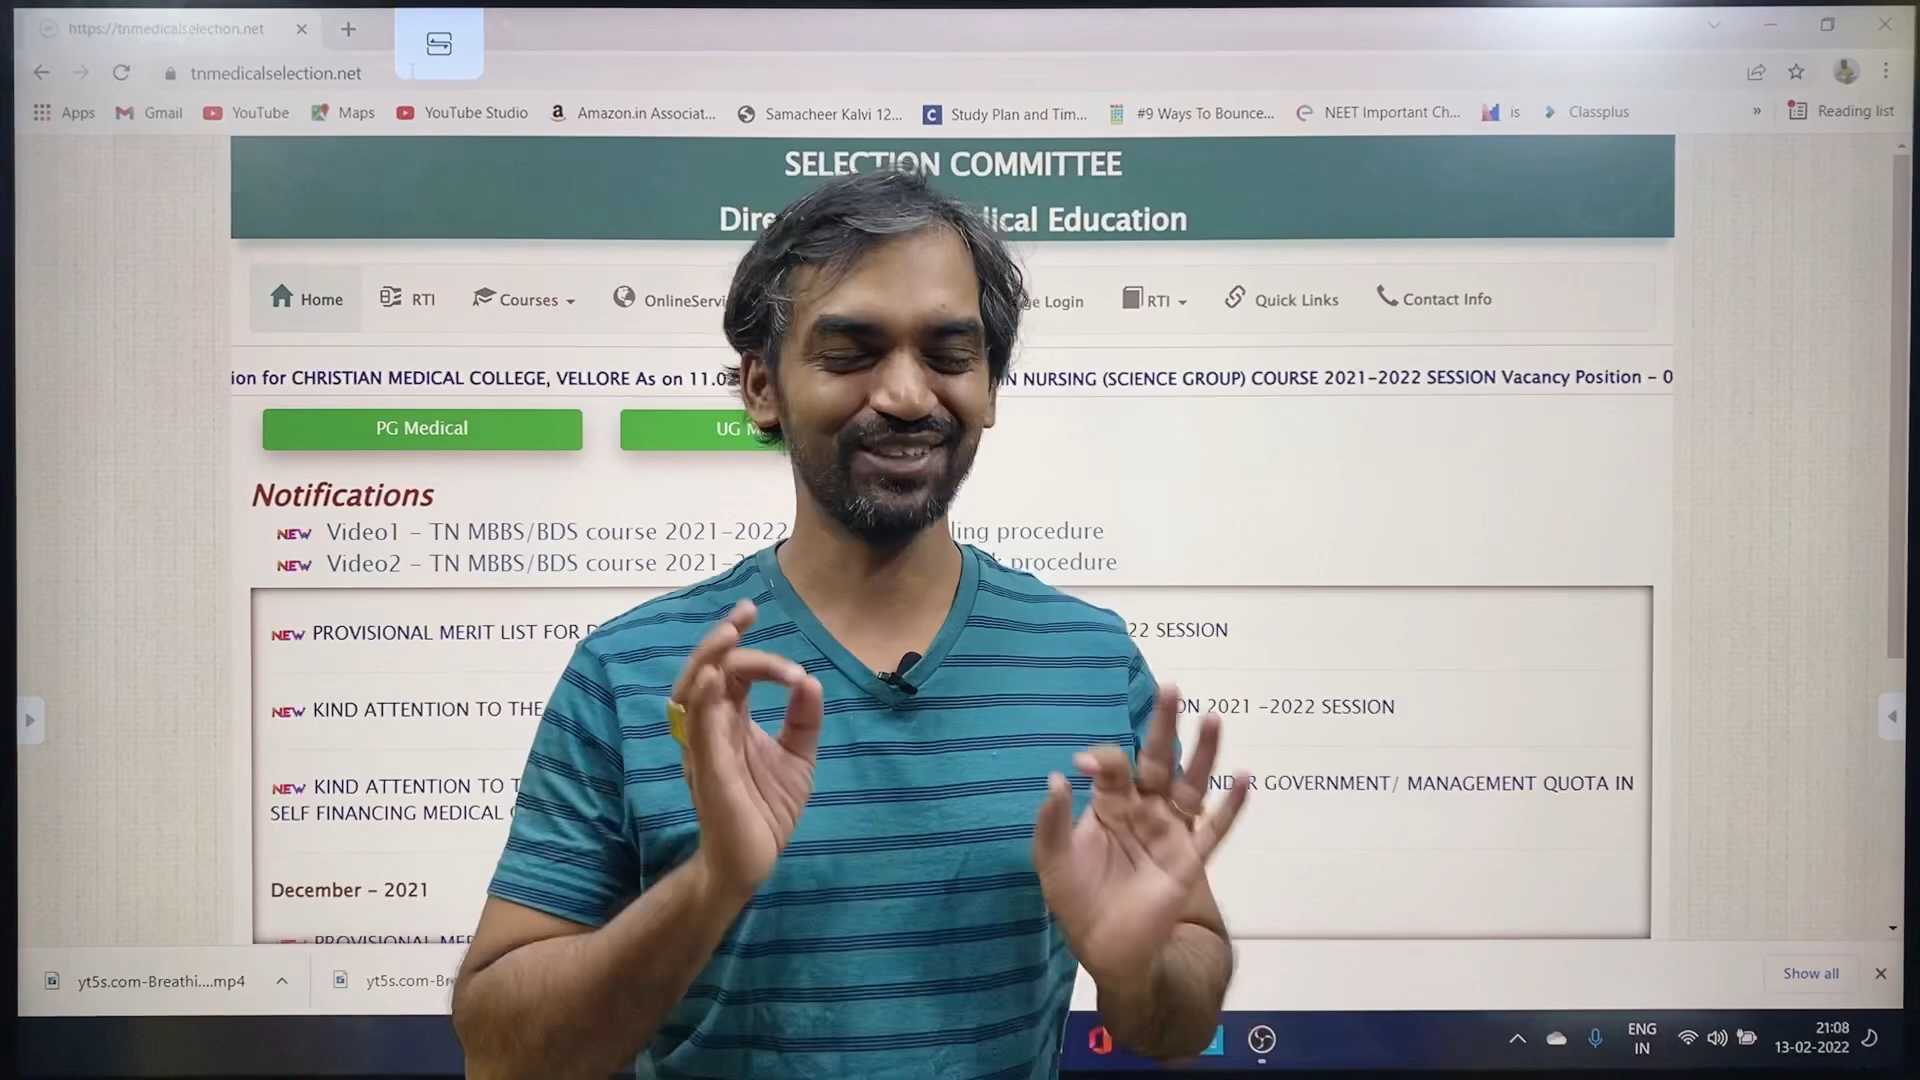 https://tnmedicalselection.net
tnmedicalselection.net
Apps Gmail YouTube Maps YouTube Studio Amazon.in Associat... Samacheer Kalvi 12... Study Plan and Tim... #9 Ways To Bounce... NEET Important Ch... is Classplus » Reading list
SELECTION COMMITTEE
Dire ical Education
Home RTI Courses OnlineServi ge Login RTI Quick Links Contact Info
ion for CHRISTIAN MEDICAL COLLEGE, VELLORE As on 11.0 IN NURSING (SCIENCE GROUP) COURSE 2021-2022 SESSION Vacancy Position - 0
PG Medical UG M
Notifications
NEW Video1 - TN MBBS/BDS course 2021-2022 ling procedure
NEW Video2 - TN MBBS/BDS course 2021-2 k procedure
NEW PROVISIONAL MERIT LIST FOR D 22 SESSION
NEW KIND ATTENTION TO THE ON 2021 -2022 SESSION
NEW KIND ATTENTION TO T NDER GOVERNMENT/ MANAGEMENT QUOTA IN
SELF FINANCING MEDICAL
December - 2021
PROVISIONAL MER
yt5s.com-Breathi....mp4 yt5s.com-Br Show all
ENG
IN
21:08
13-02-2022